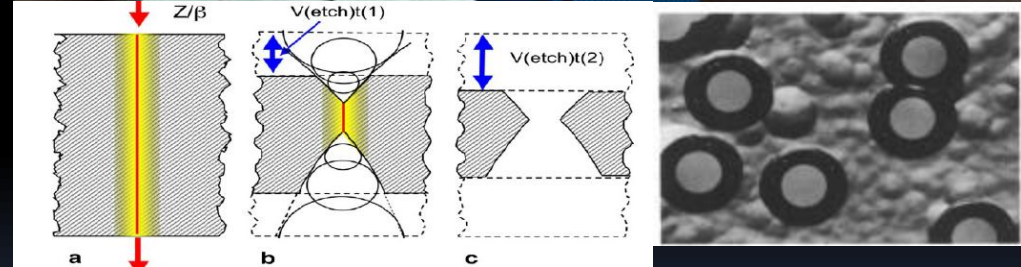 Z/β
V(etch)t(1)
V(etch)t(2)
a
b
c